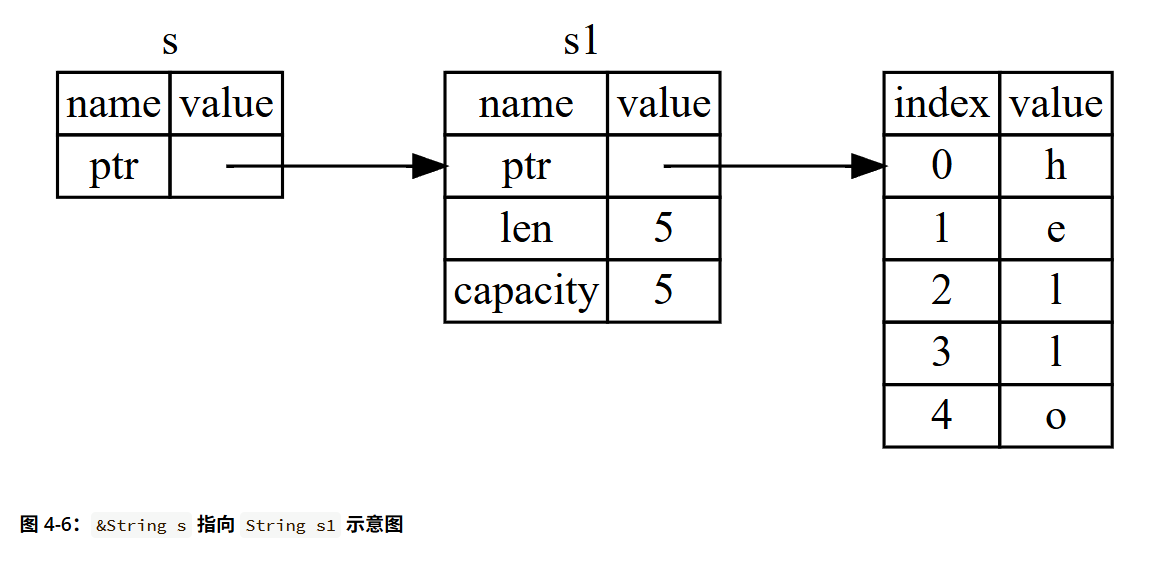 s s1
name value name value index value
ptr ptr 0 h
len 5 1 e
capacity 5 2 l
3 l
4 o
图 4-6：&String s 指向 String s1 示意图